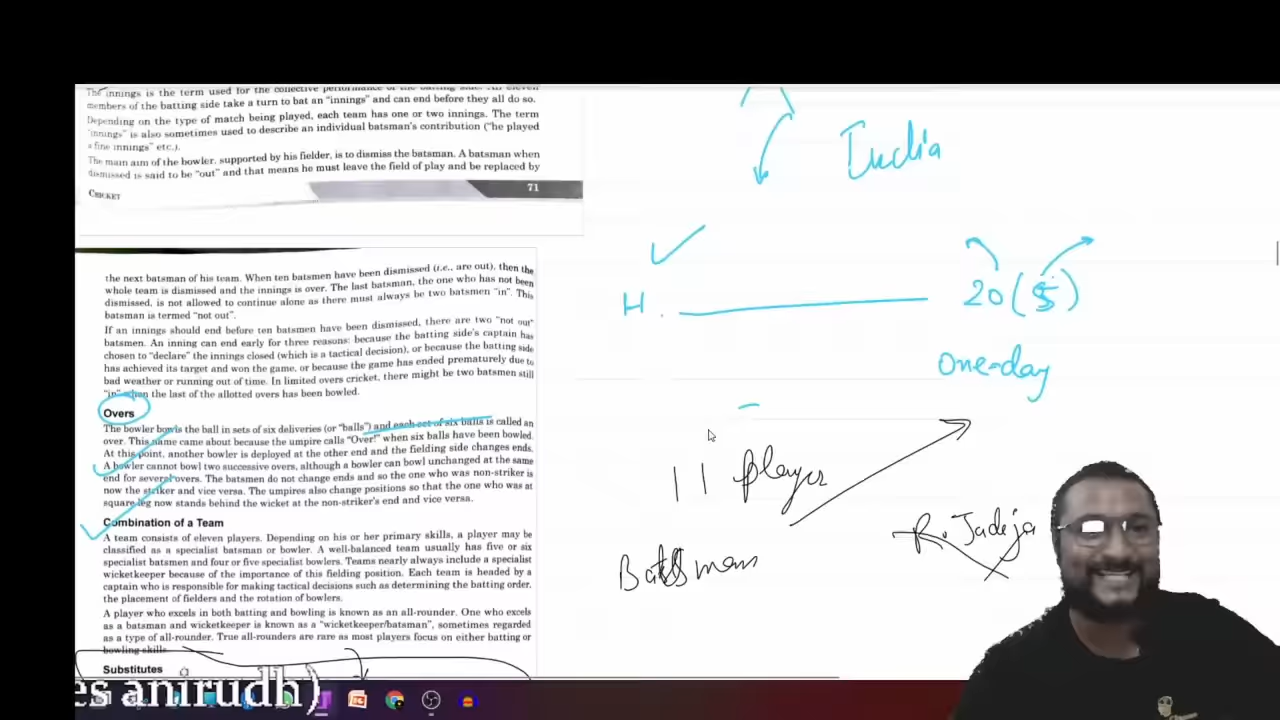 The innings is the term used for the collective performance of the batting side. All eleven
members of the batting side take a turn to bat an "innings" and can end before they all do so.
Depending on the type of match being played, each team has one or two innings. The term
"innings" is also sometimes used to describe an individual batsman's contribution ("he played
a fine innings" etc.).
The main aim of the bowler, supported by his fielder, is to dismiss the batsman. A batsman when
dismissed is said to be "out" and that means he must leave the field of play and be replaced by
CRICKET
71
the next batsman of his team. When ten batsmen have been dismissed (i.e., are out), then the
whole team is dismissed and the innings is over. The last batsman, the one who has not been
dismissed, is not allowed to continue alone as there must always be two batsmen "in". This
batsman is termed "not out".
If an innings should end before ten batsmen have been dismissed, there are two "not out"
batsmen. An inning can end early for three reasons: because the batting side's captain has
chosen to "declare" the innings closed (which is a tactical decision), or because the batting side
has achieved its target and won the game, or because the game has ended prematurely due to
bad weather or running out of time. In limited overs cricket, there might be two batsmen still
"in" when the last of the allotted overs has been bowled.
Overs
The bowler bowls the ball in sets of six deliveries (or "balls") and each set of six balls is called an
over. This name came about because the umpire calls "Over!" when six balls have been bowled.
At this point, another bowler is deployed at the other end and the fielding side changes ends.
A bowler cannot bowl two successive overs, although a bowler can bowl unchanged at the same
end for several overs. The batsmen do not change ends and so the one who was non-striker is
now the striker and vice versa. The umpires also change positions so that the one who was at
square leg now stands behind the wicket at the non-striker's end and vice versa.
Combination of a Team
A team consists of eleven players. Depending on his or her primary skills, a player may be
classified as a specialist batsman or bowler. A well-balanced team usually has five or six
specialist batsmen and four or five specialist bowlers. Teams nearly always include a specialist
wicketkeeper because of the importance of this fielding position. Each team is headed by a
captain who is responsible for making tactical decisions such as determining the batting order,
the placement of fielders and the rotation of bowlers.
A player who excels in both batting and bowling is known as an all-rounder. One who excels
as a batsman and wicketkeeper is known as a "wicketkeeper/batsman", sometimes regarded
as a type of all-rounder. True all-rounders are rare as most players focus on either batting or
bowling skills.
Substitutes
es anirudh)
India
H. 20 (5)
One-day
11 player
R. Jadeja
Batsman